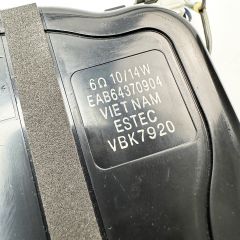 6Ω 10/14W
EAB64370904
VIET NAM
ESTEC
VBK7920